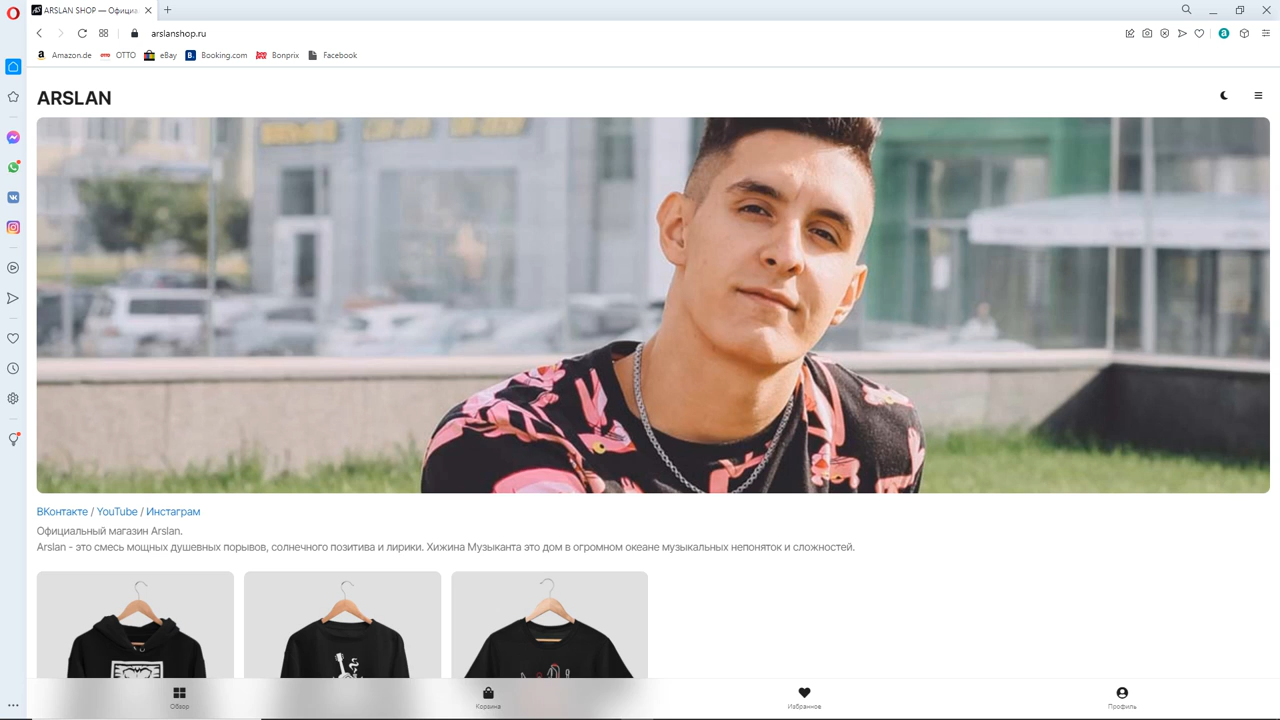 ARSLAN SHOP — Официа
arslanshop.ru
Amazon.de OTTO eBay Booking.com Bonprix Facebook
ARSLAN
ВКонтакте / YouTube / Инстаграм
Официальный магазин Arslan.
Arslan - это смесь мощных душевных порывов, солнечного позитива и лирики. Хижина Музыканта это дом в огромном океане музыкальных непоняток и сложностей.
Обзор Корзина Избранное Профиль